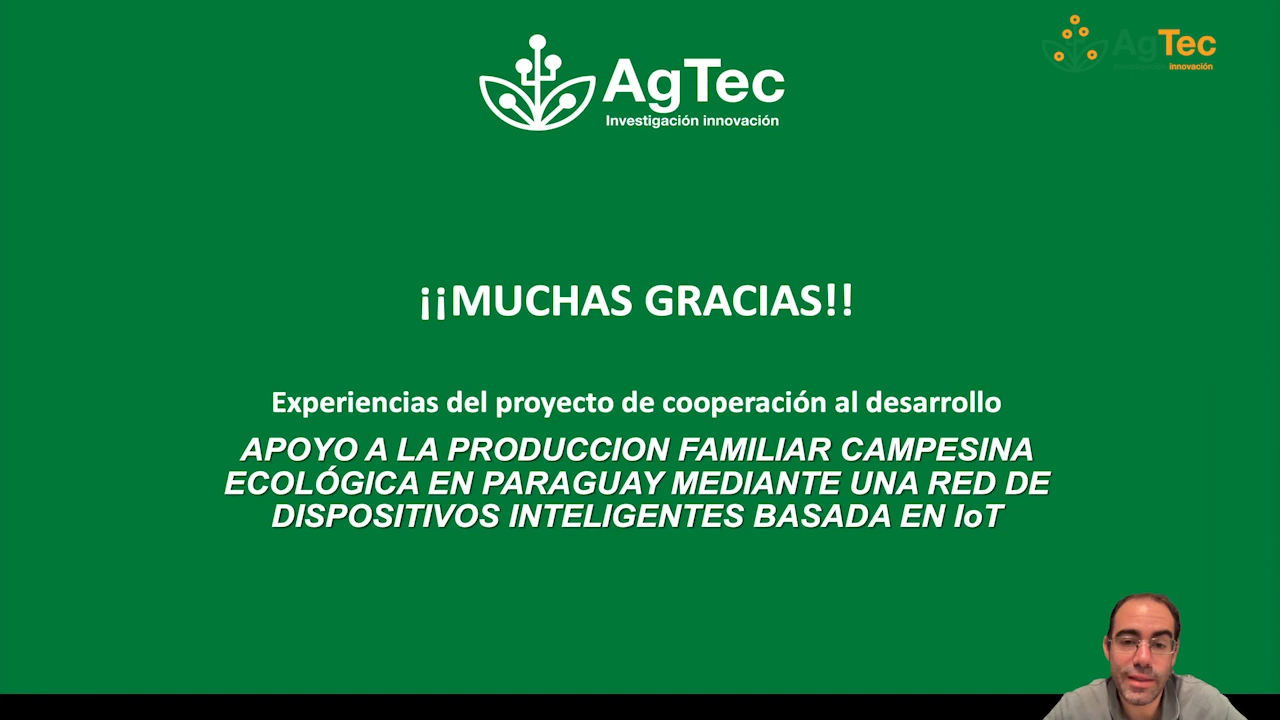 AgTec
Investigación innovación
AgTec
Investigación innovación
¡¡MUCHAS GRACIAS!!
Experiencias del proyecto de cooperación al desarrollo
APOYO A LA PRODUCCION FAMILIAR CAMPESINA
ECOLÓGICA EN PARAGUAY MEDIANTE UNA RED DE
DISPOSITIVOS INTELIGENTES BASADA EN IoT